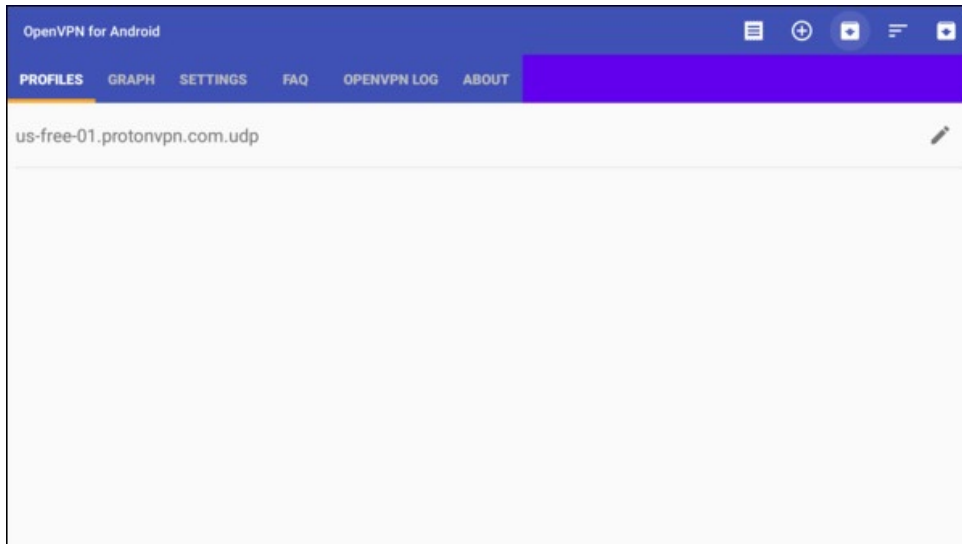 OpenVPN for Android
PROFILES GRAPH SETTINGS FAQ OPENVPN LOG ABOUT
us-free-01.protonvpn.com.udp